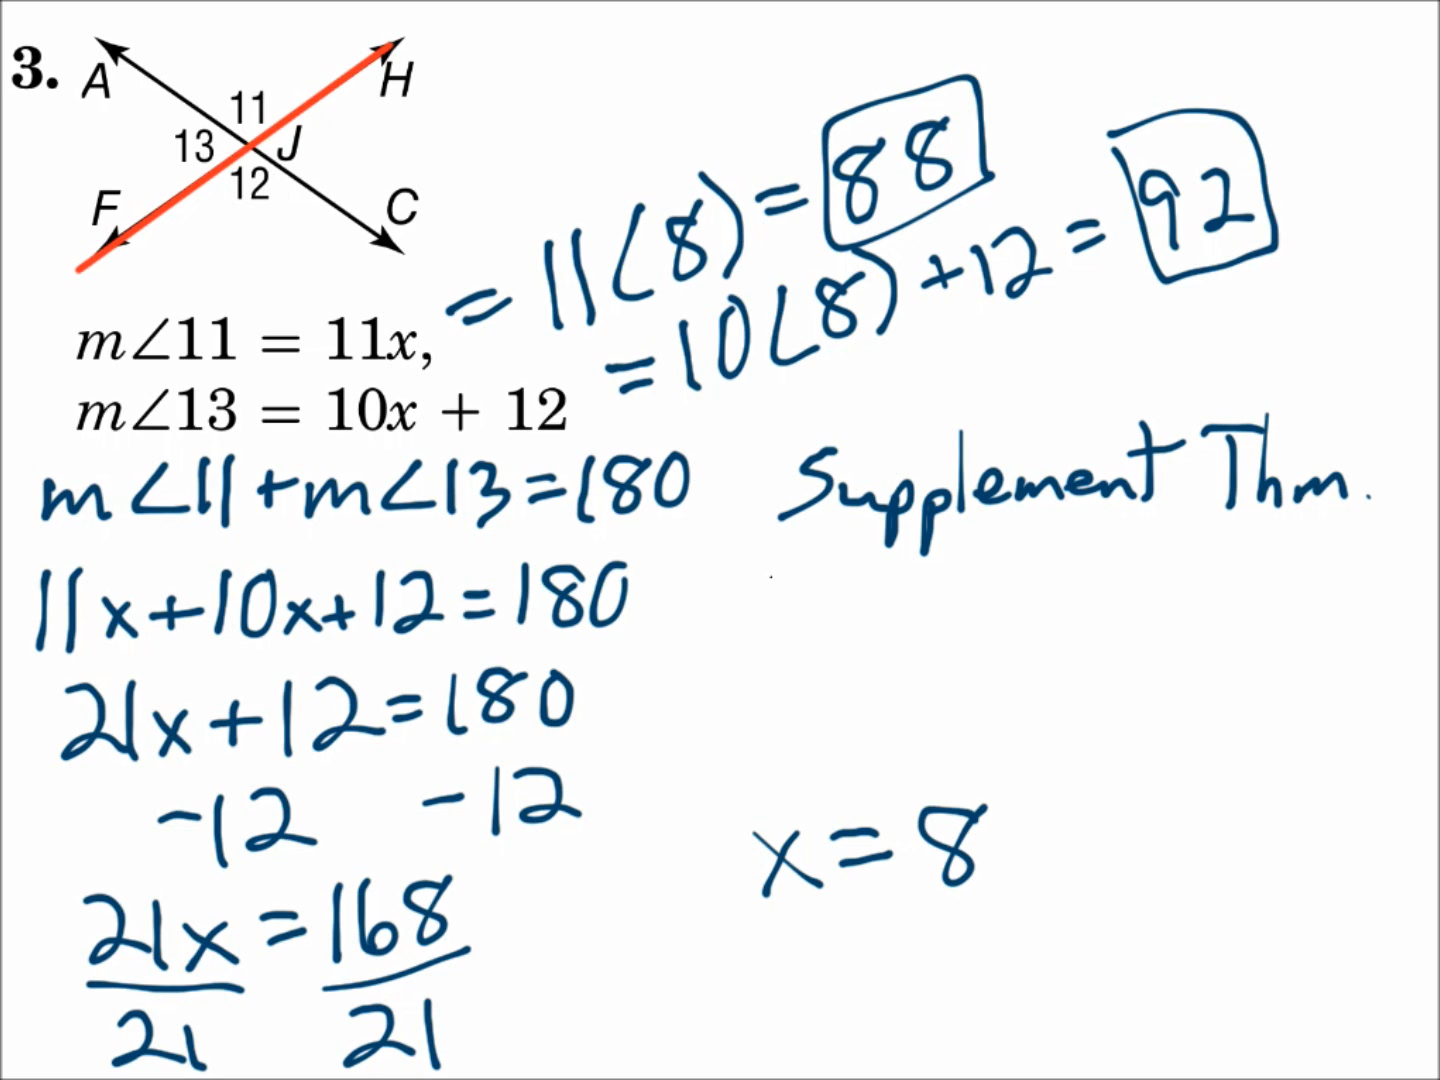 3.
A
H
11
13
J
12
F
C
m∠11 = 11x, = 11(8) = 88
m∠13 = 10x + 12 = 10(8) + 12 = 92
m∠11 + m∠13 = 180 Supplement Thm.
11x + 10x + 12 = 180
21x + 12 = 180
-12 -12
21x = 168 x = 8
21 21